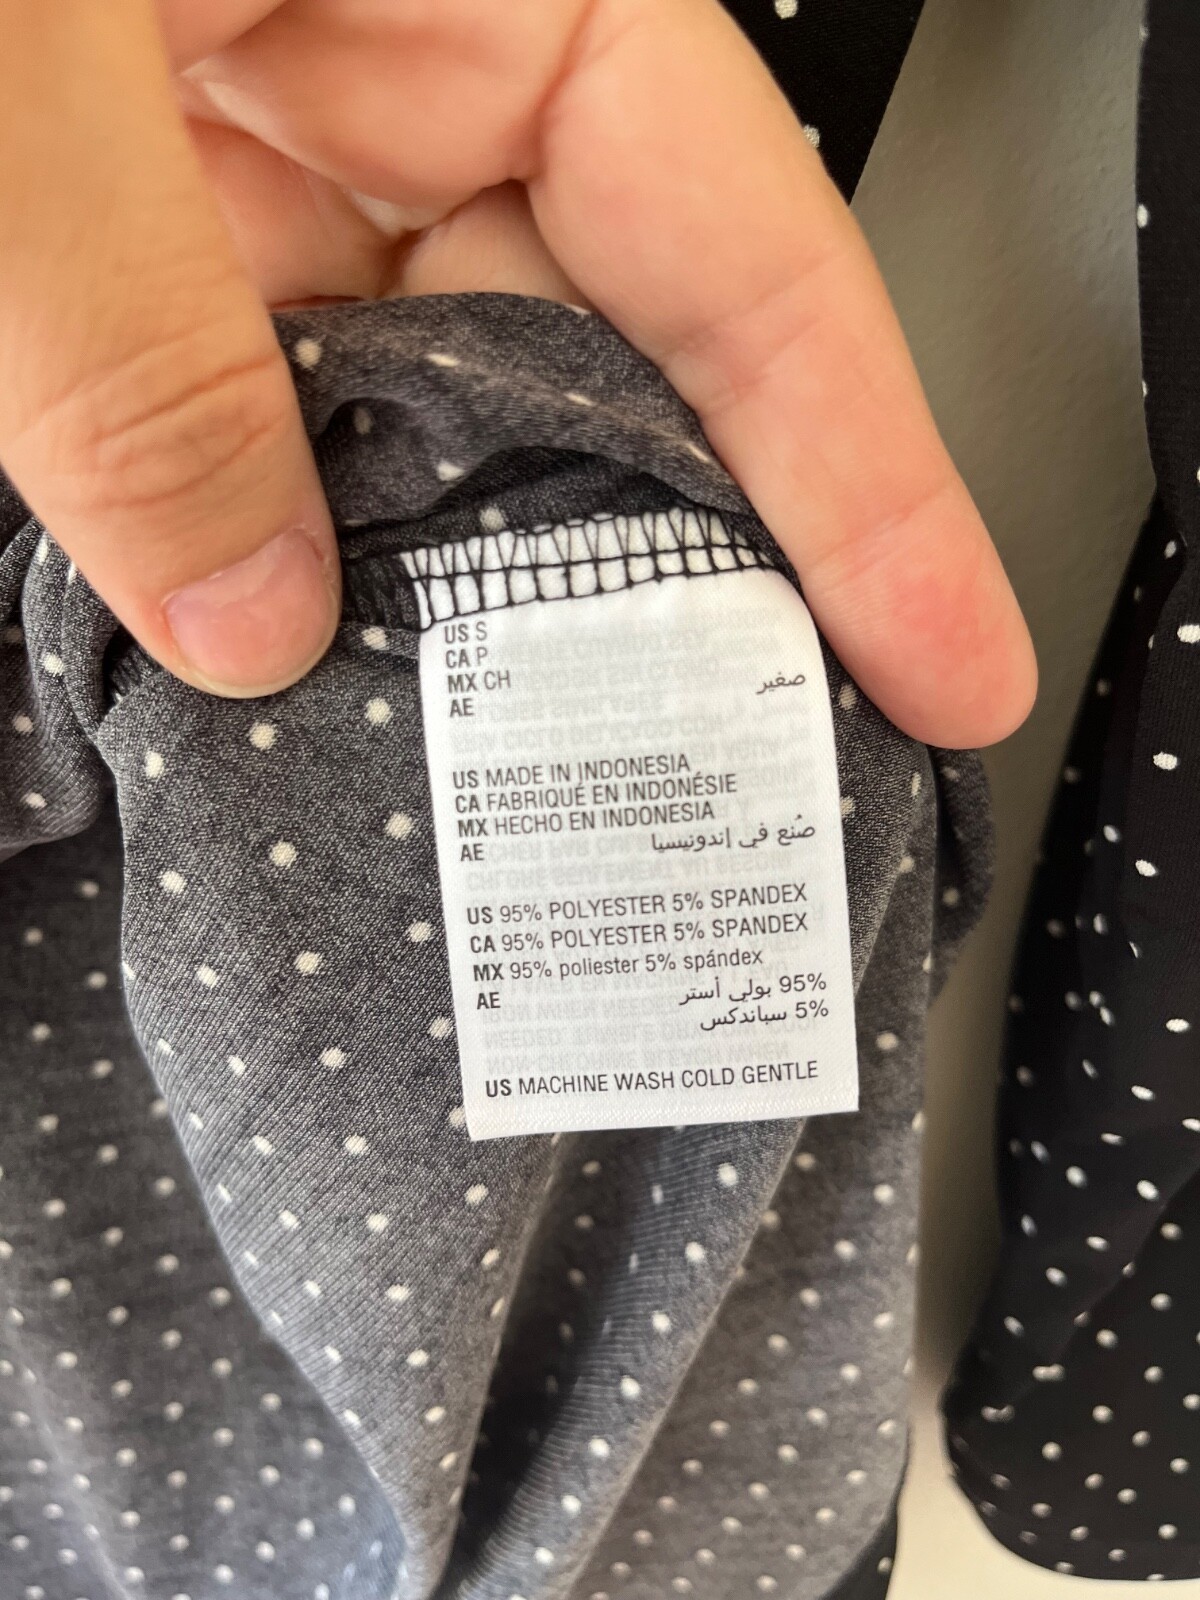 US S
CA P
MX CH
AE صغير
US MADE IN INDONESIA
CA FABRIQUÉ EN INDONÉSIE
MX HECHO EN INDONESIA
AE صُنع في إندونيسيا
US 95% POLYESTER 5% SPANDEX
CA 95% POLYESTER 5% SPANDEX
MX 95% poliester 5% spándex
AE 95% بولي أستر
5% سباندكس
US MACHINE WASH COLD GENTLE